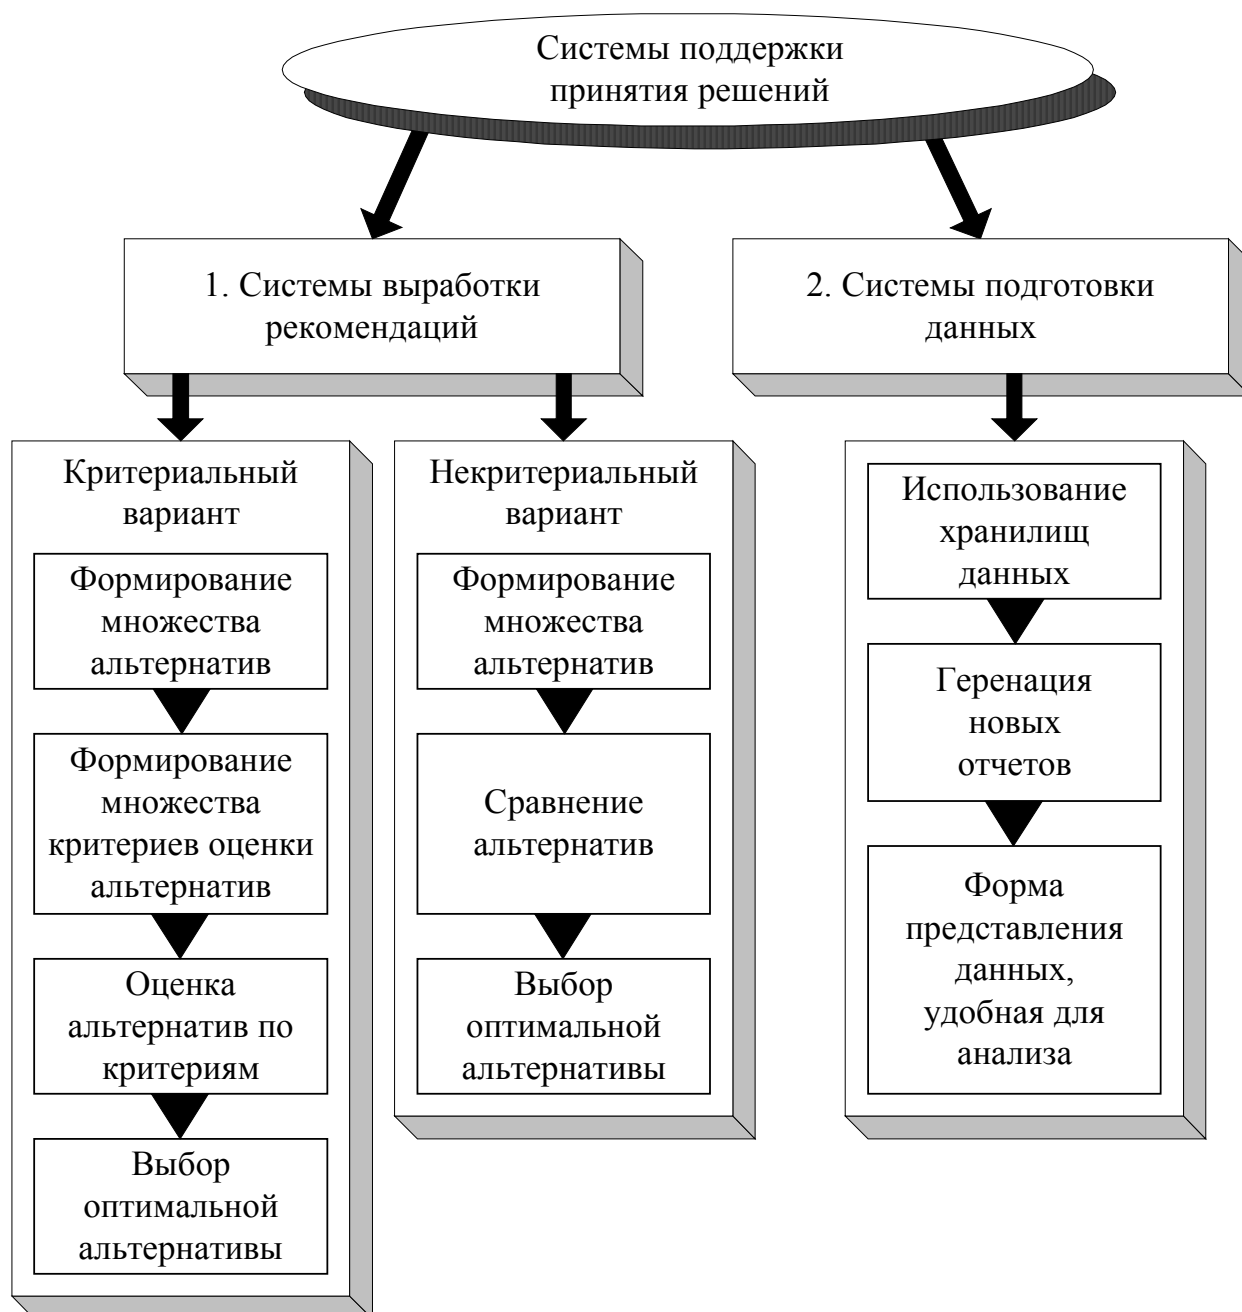 Системы поддержки
принятия решений
1. Системы выработки
рекомендаций
2. Системы подготовки
данных
Критериальный
вариант
Формирование
множества
альтернатив
Формирование
множества
критериев оценки
альтернатив
Оценка
альтернатив по
критериям
Выбор
оптимальной
альтернативы
Некритериальный
вариант
Формирование
множества
альтернатив
Сравнение
альтернатив
Выбор
оптимальной
альтернативы
Использование
хранилищ
данных
Геренация
новых
отчетов
Форма
представления
данных,
удобная для
анализа